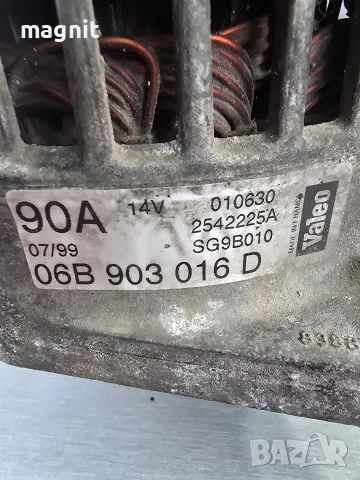 magnit
90A 14V 010630
2542225A
07/99 SG9B010
06B 903 016 D
MADE IN FRANCE
Valeo
BAZAR